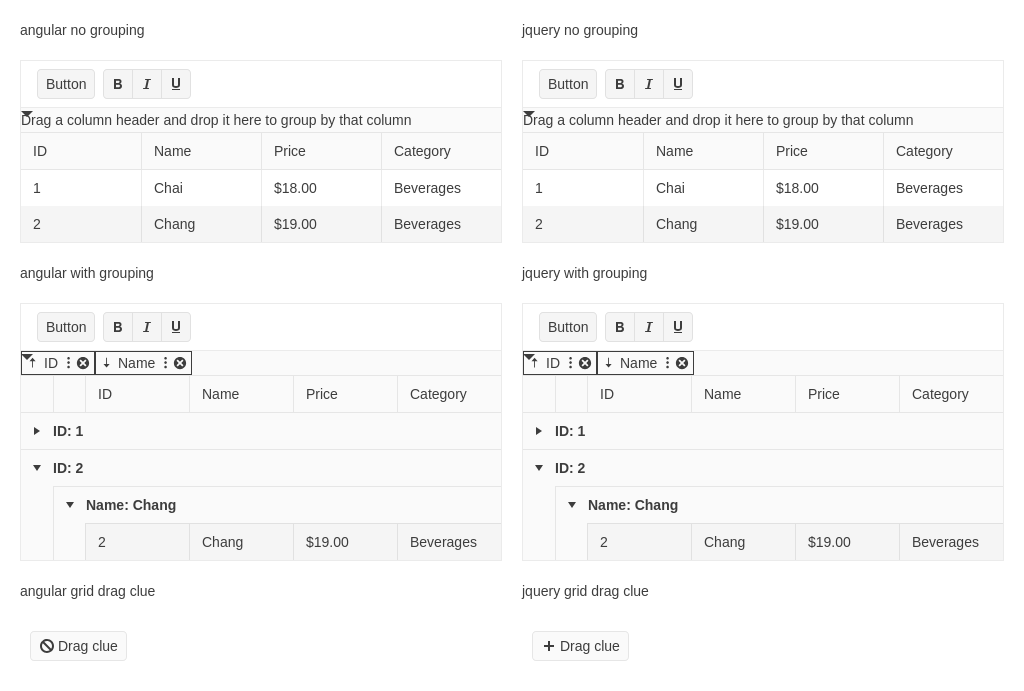 angular no grouping
Button B I U
Drag a column header and drop it here to group by that column
ID Name Price Category
1 Chai $18.00 Beverages
2 Chang $19.00 Beverages
angular with grouping
Button B I U
ID Name
ID Name Price Category
ID: 1
ID: 2
Name: Chang
2 Chang $19.00 Beverages
angular grid drag clue
Drag clue
jquery no grouping
Button B I U
Drag a column header and drop it here to group by that column
ID Name Price Category
1 Chai $18.00 Beverages
2 Chang $19.00 Beverages
jquery with grouping
Button B I U
ID Name
ID Name Price Category
ID: 1
ID: 2
Name: Chang
2 Chang $19.00 Beverages
jquery grid drag clue
Drag clue